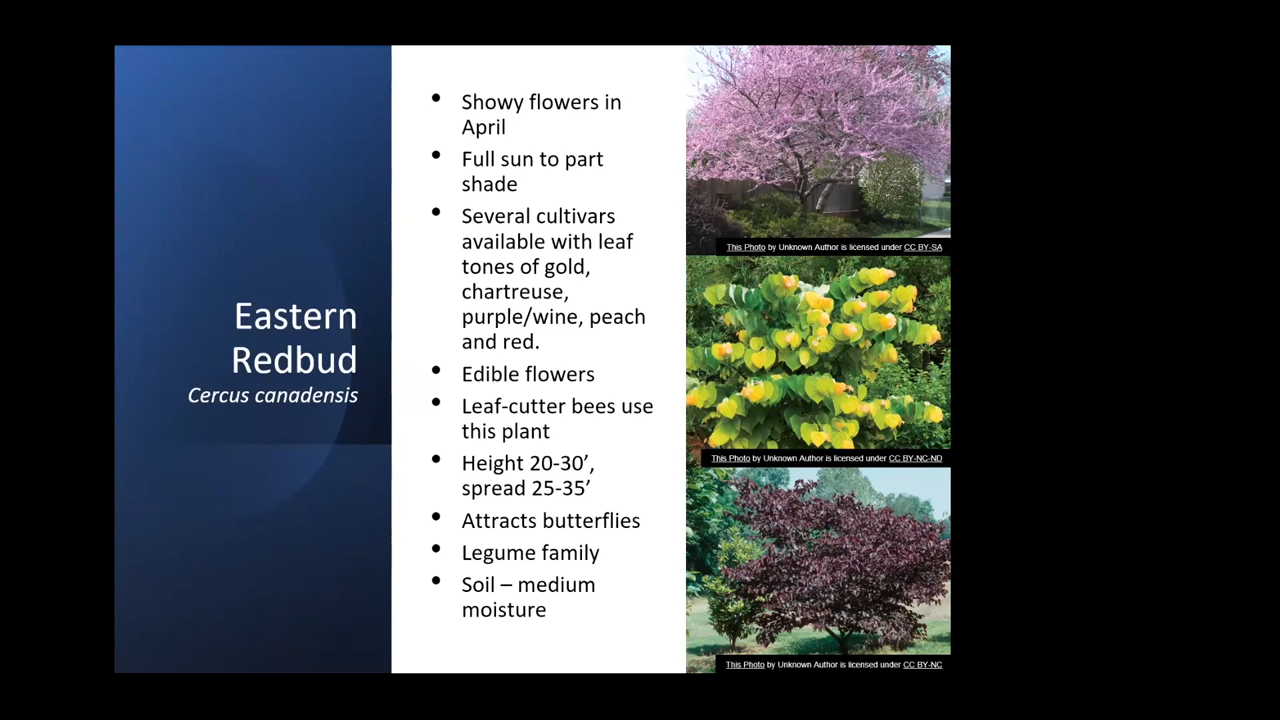 Eastern
Redbud
Cercus canadensis
• Showy flowers in
April
• Full sun to part
shade
• Several cultivars
available with leaf
tones of gold,
chartreuse,
purple/wine, peach
and red.
• Edible flowers
• Leaf-cutter bees use
this plant
• Height 20-30’,
spread 25-35’
• Attracts butterflies
• Legume family
• Soil – medium
moisture
This Photo by Unknown Author is licensed under CC BY-SA
This Photo by Unknown Author is licensed under CC BY-NC-ND
This Photo by Unknown Author is licensed under CC BY-NC